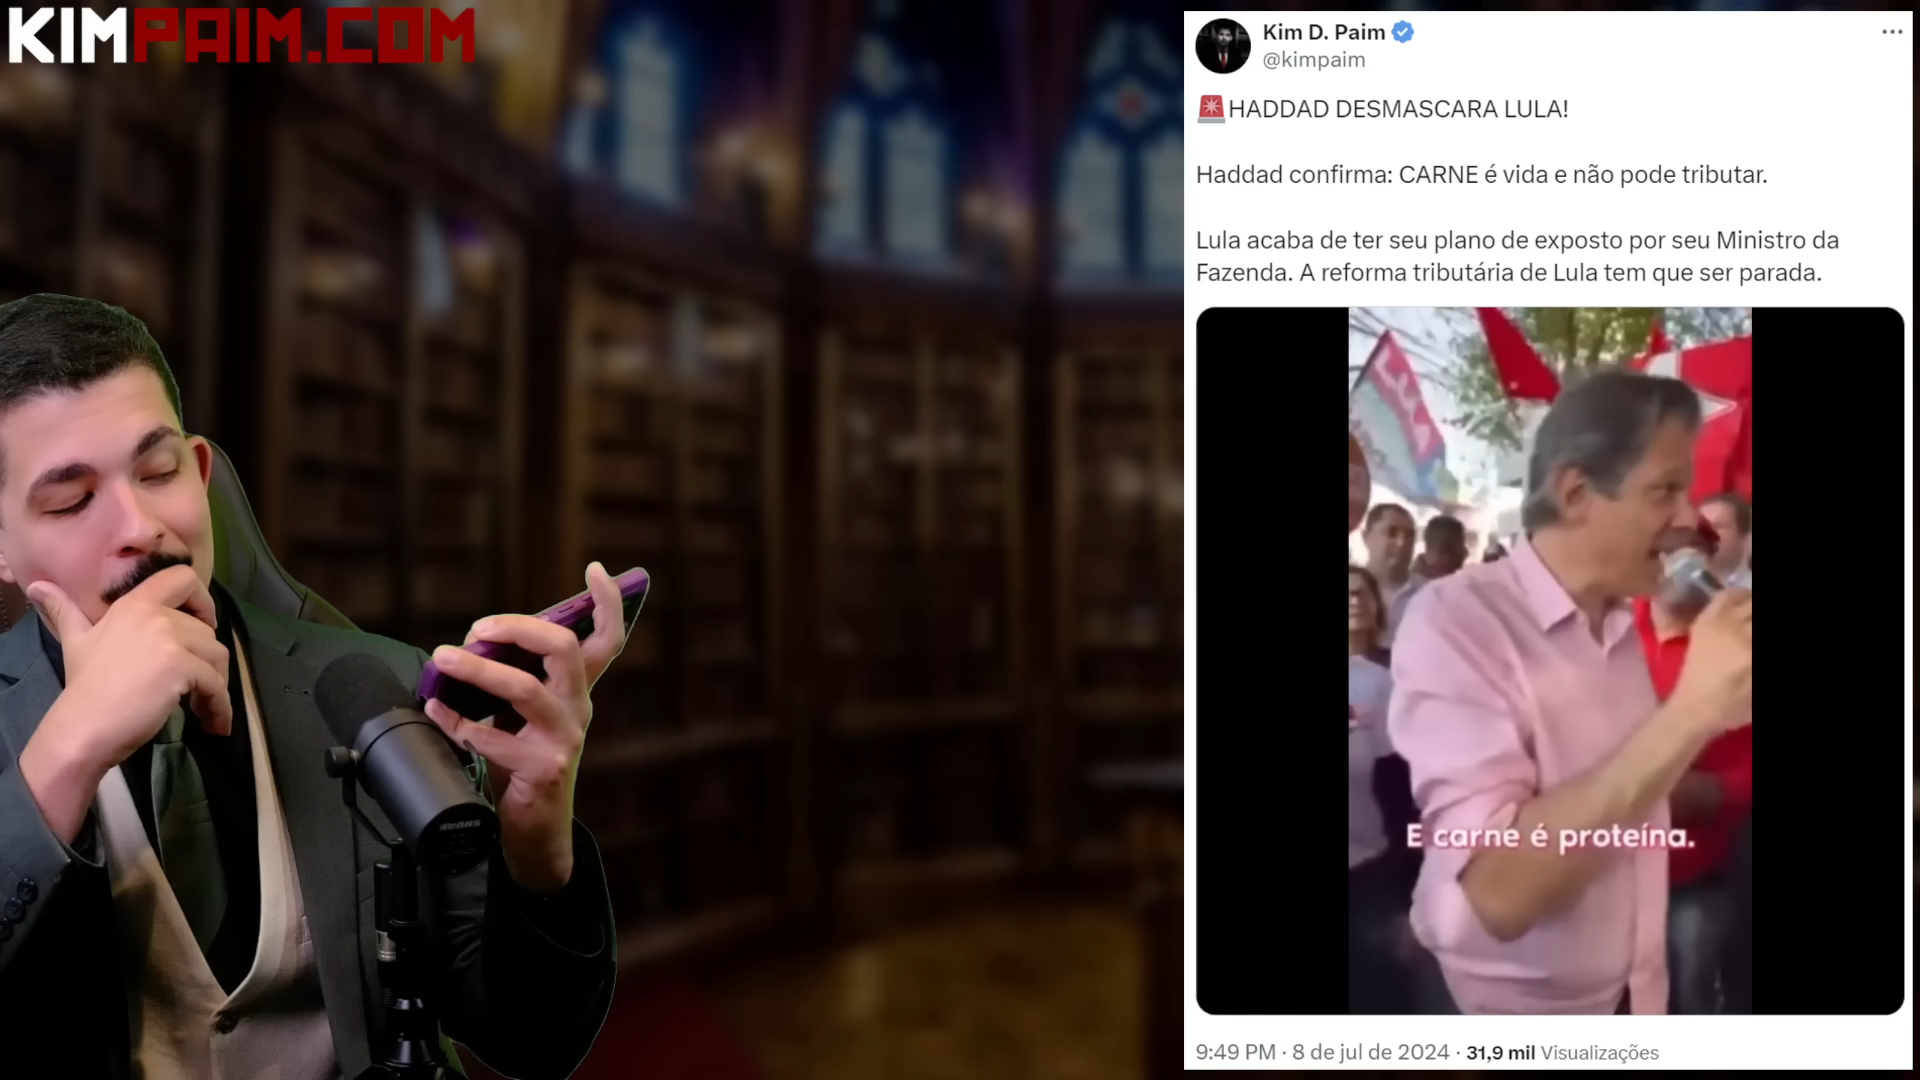 KIMPAIM.COM
Kim D. Paim
@kimpaim
🚨HADDAD DESMASCARA LULA!
Haddad confirma: CARNE é vida e não pode tributar.
Lula acaba de ter seu plano de exposto por seu Ministro da
Fazenda. A reforma tributária de Lula tem que ser parada.
E carne é proteína.
9:49 PM · 8 de jul de 2024 · 31,9 mil Visualizações
SHURE